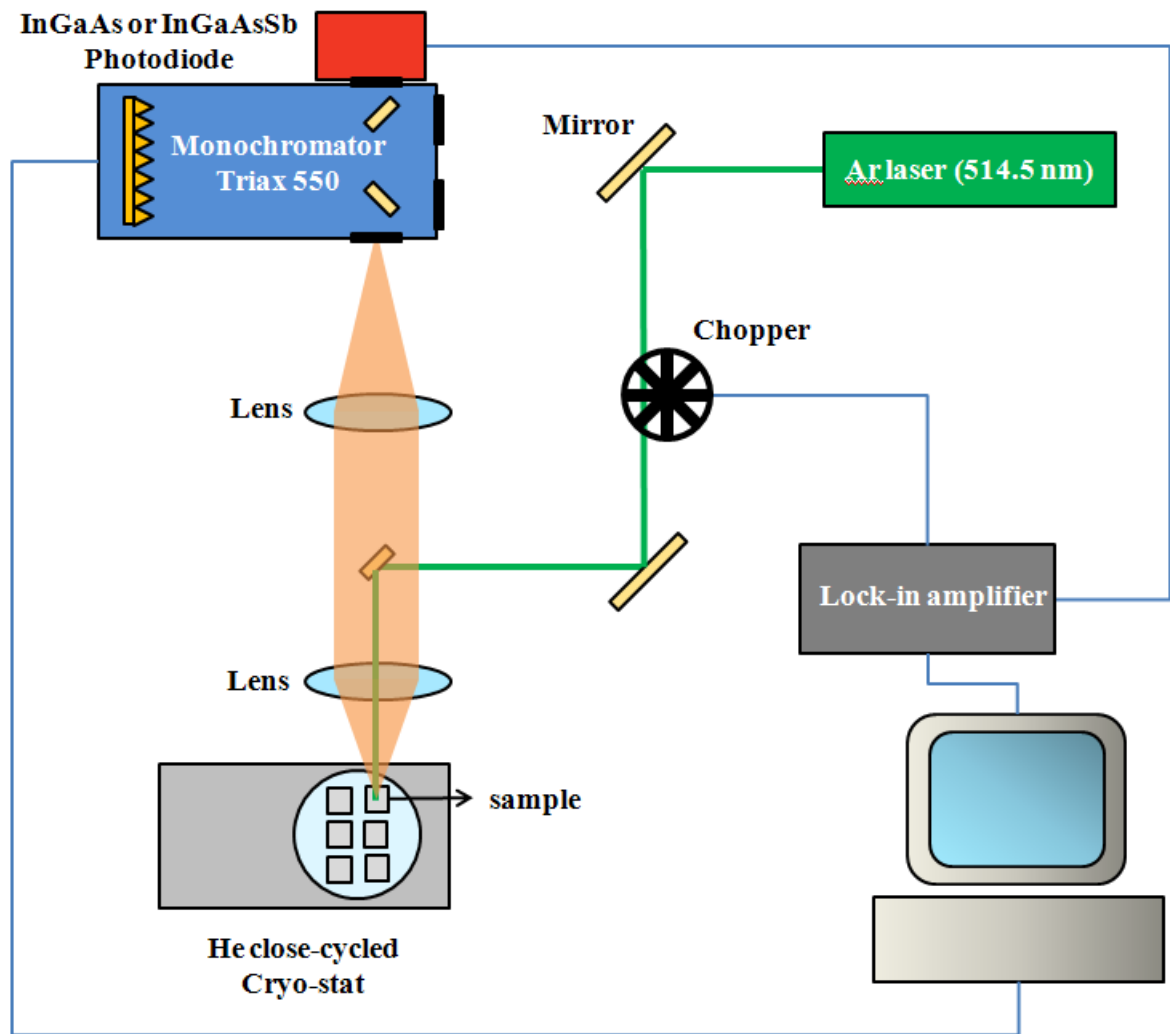 InGaAs or InGaAsSb
Photodiode
Monochromator
Triax 550
Mirror
Ar laser (514.5 nm)
Chopper
Lens
Lock-in amplifier
Lens
sample
He close-cycled
Cryo-stat